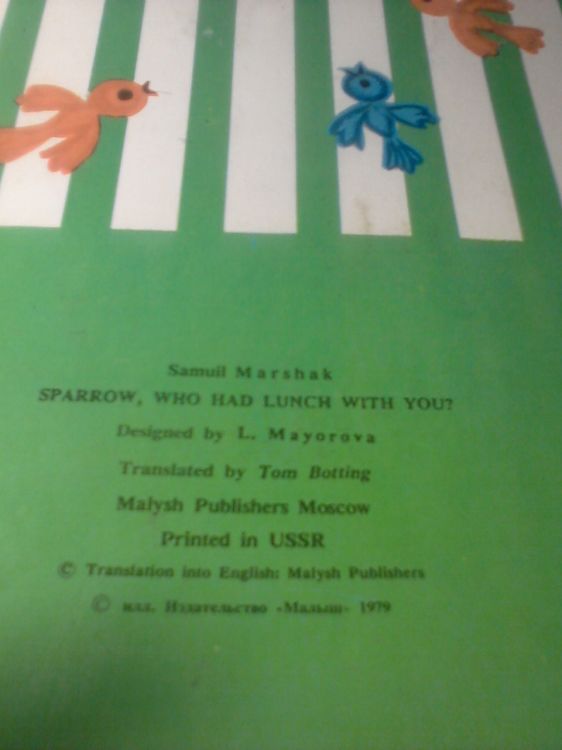 Samuil Marshak
SPARROW, WHO HAD LUNCH WITH YOU?
Designed by L. Mayorova
Translated by Tom Botting
Malysh Publishers Moscow
Printed in USSR
© Translation into English: Malysh Publishers
© илл. Издательство «Малыш» 1979